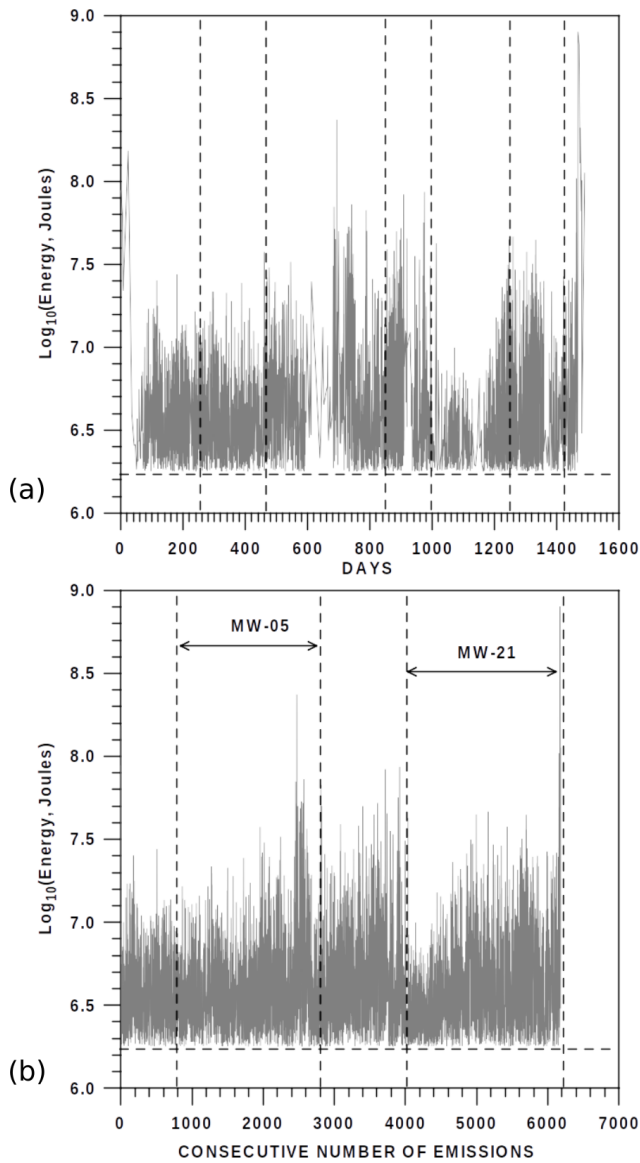 9.0
8.5
8.0
7.5
7.0
6.5
6.0
Log10(Energy, Joules)
(a)
0 200 400 600 800 1000 1200 1400 1600
DAYS
9.0
8.5
8.0
7.5
7.0
6.5
6.0
Log10(Energy, Joules)
MW-05
MW-21
(b)
0 1000 2000 3000 4000 5000 6000 7000
CONSECUTIVE NUMBER OF EMISSIONS